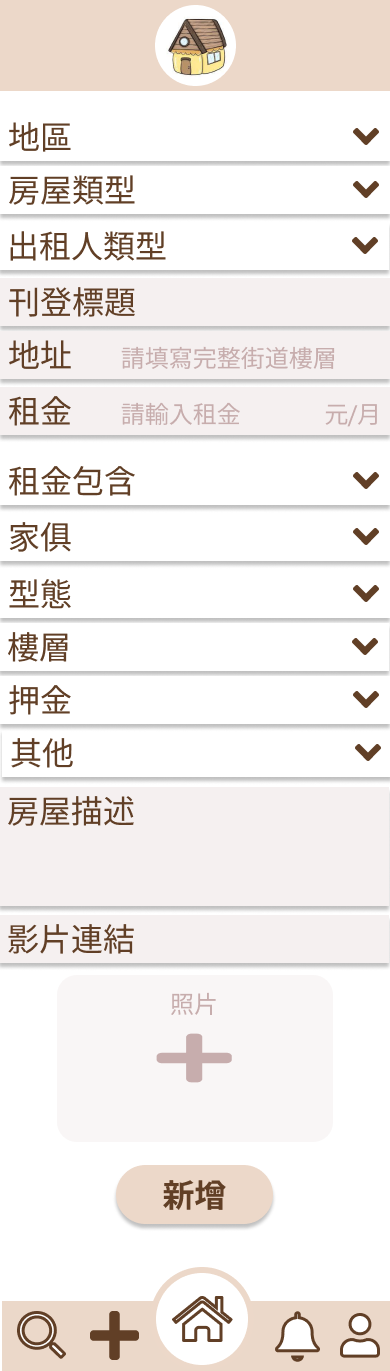 地區
房屋類型
出租人類型
刊登標題
地址 請填寫完整街道樓層
租金 請輸入租金 元/月
租金包含
家俱
型態
樓層
押金
其他
房屋描述
影片連結
照片
新增